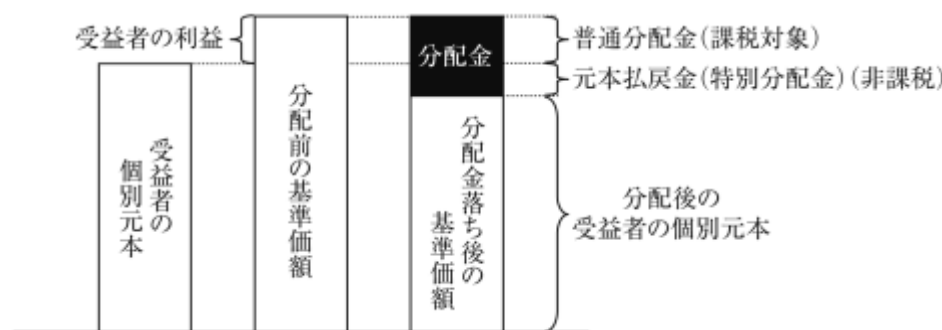 受益者の利益
受益者の
個別元本
分配前の基準価額
分配金
分配金落ち後の
基準価額
普通分配金(課税対象)
元本払戻金(特別分配金)(非課税)
分配後の
受益者の個別元本